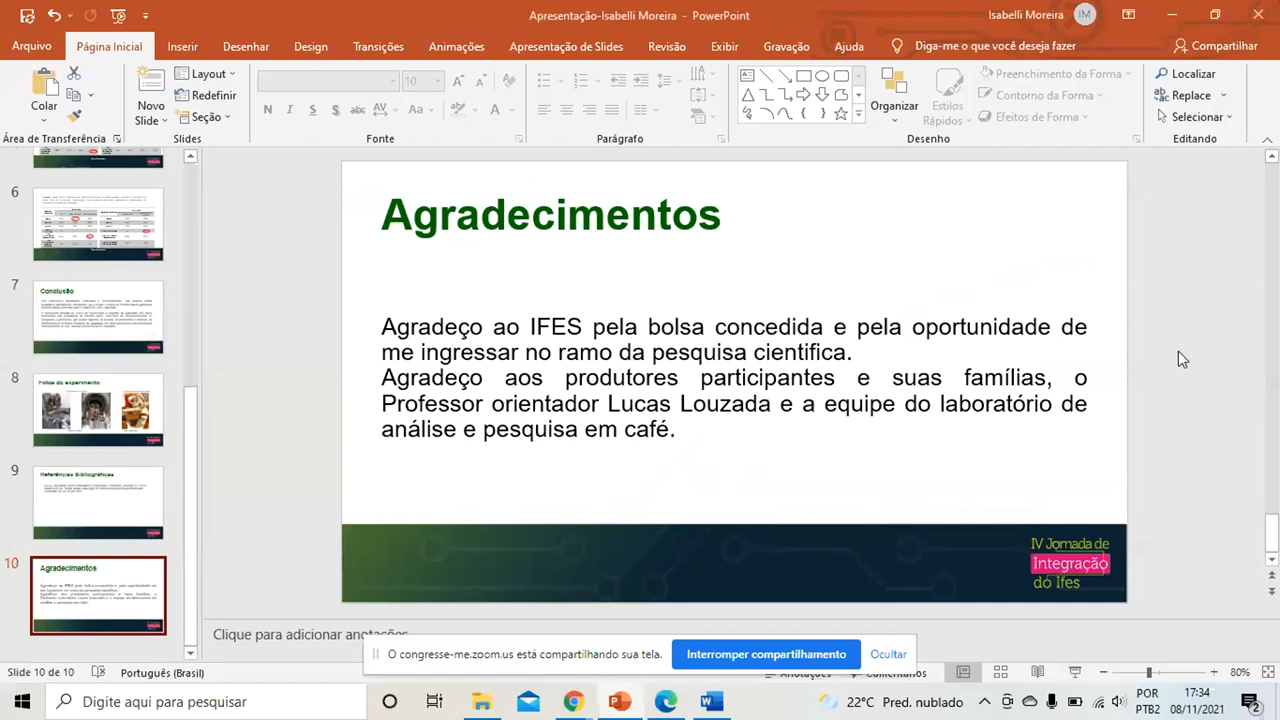 Apresentação-Isabelli Moreira - PowerPoint
Isabelli Moreira
IM
Arquivo
Página Inicial
Inserir
Desenhar
Design
Transições
Animações
Apresentação de Slides
Revisão
Exibir
Gravação
Ajuda
Diga-me o que você deseja fazer
Compartilhar
Colar
Novo
Slide
Layout
Redefinir
Seção
10
N I S S abc AV Aa A
Organizar
Estilos
Rápidos
Preenchimento da Forma
Contorno da Forma
Efeitos de Forma
Localizar
Replace
Selecionar
Área de Transferência
Slides
Fonte
Parágrafo
Desenho
Editando
6
7
Conclusão
8
Fotos do experimento
9
Referências Bibliográficas
10
Agradecimentos
Agradecimentos
Agradeço ao IFES pela bolsa concedida e pela oportunidade de
me ingressar no ramo da pesquisa cientifica.
Agradeço aos produtores participantes e suas famílias, o
Professor orientador Lucas Louzada e a equipe do laboratório de
análise e pesquisa em café.
IV Jornada de
Integração
do Ifes
Clique para adicionar anotações
O congresse-me.zoom.us está compartilhando sua tela.
Interromper compartilhamento
Ocultar
Slide 10 de 10
Português (Brasil)
Anotações
Comentários
80%
Digite aqui para pesquisar
22°C Pred. nublado
POR
PTB2
17:34
08/11/2021
2